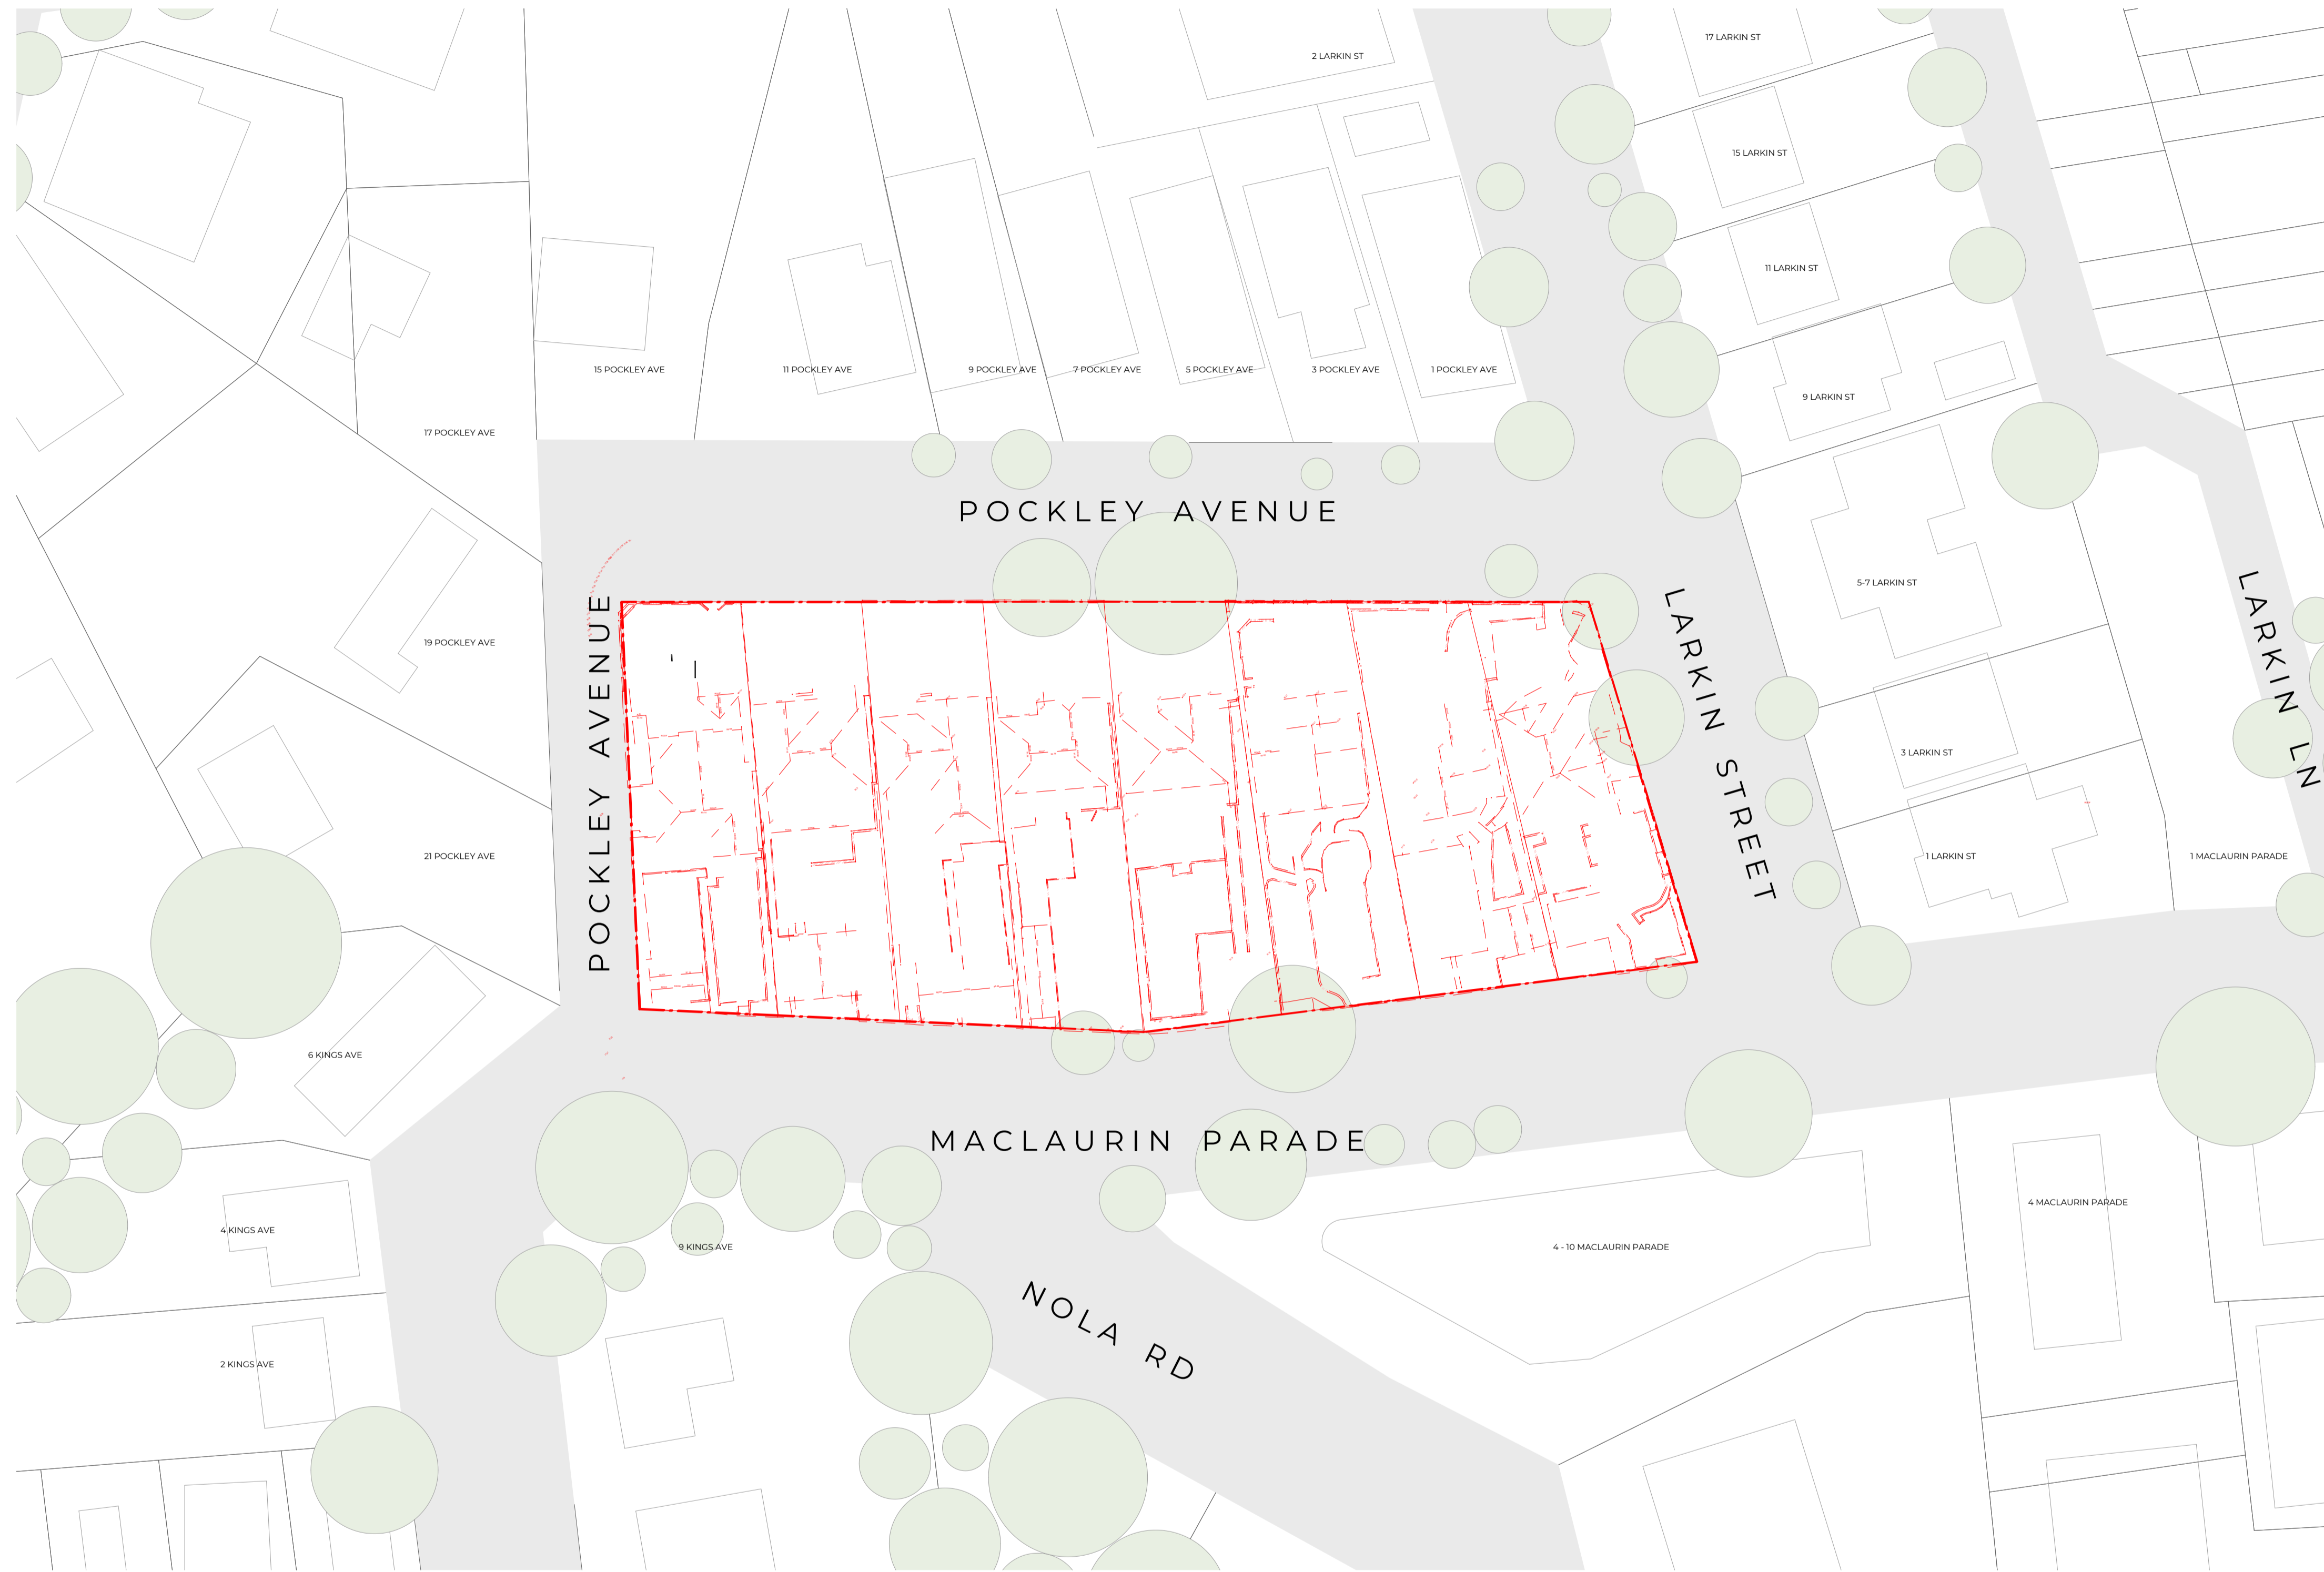 17 LARKIN ST
2 LARKIN ST
15 LARKIN ST
11 LARKIN ST
15 POCKLEY AVE
11 POCKLEY AVE
9 POCKLEY AVE
7 POCKLEY AVE
5 POCKLEY AVE
3 POCKLEY AVE
1 POCKLEY AVE
9 LARKIN ST
17 POCKLEY AVE
POCKLEY AVENUE
5-7 LARKIN ST
19 POCKLEY AVE
POCKLEY AVENUE
LARKIN STREET
LARKIN LN
3 LARKIN ST
21 POCKLEY AVE
1 LARKIN ST
1 MACLAURIN PARADE
6 KINGS AVE
MACLAURIN PARADE
4 MACLAURIN PARADE
4 KINGS AVE
9 KINGS AVE
4 - 10 MACLAURIN PARADE
NOLA RD
2 KINGS AVE